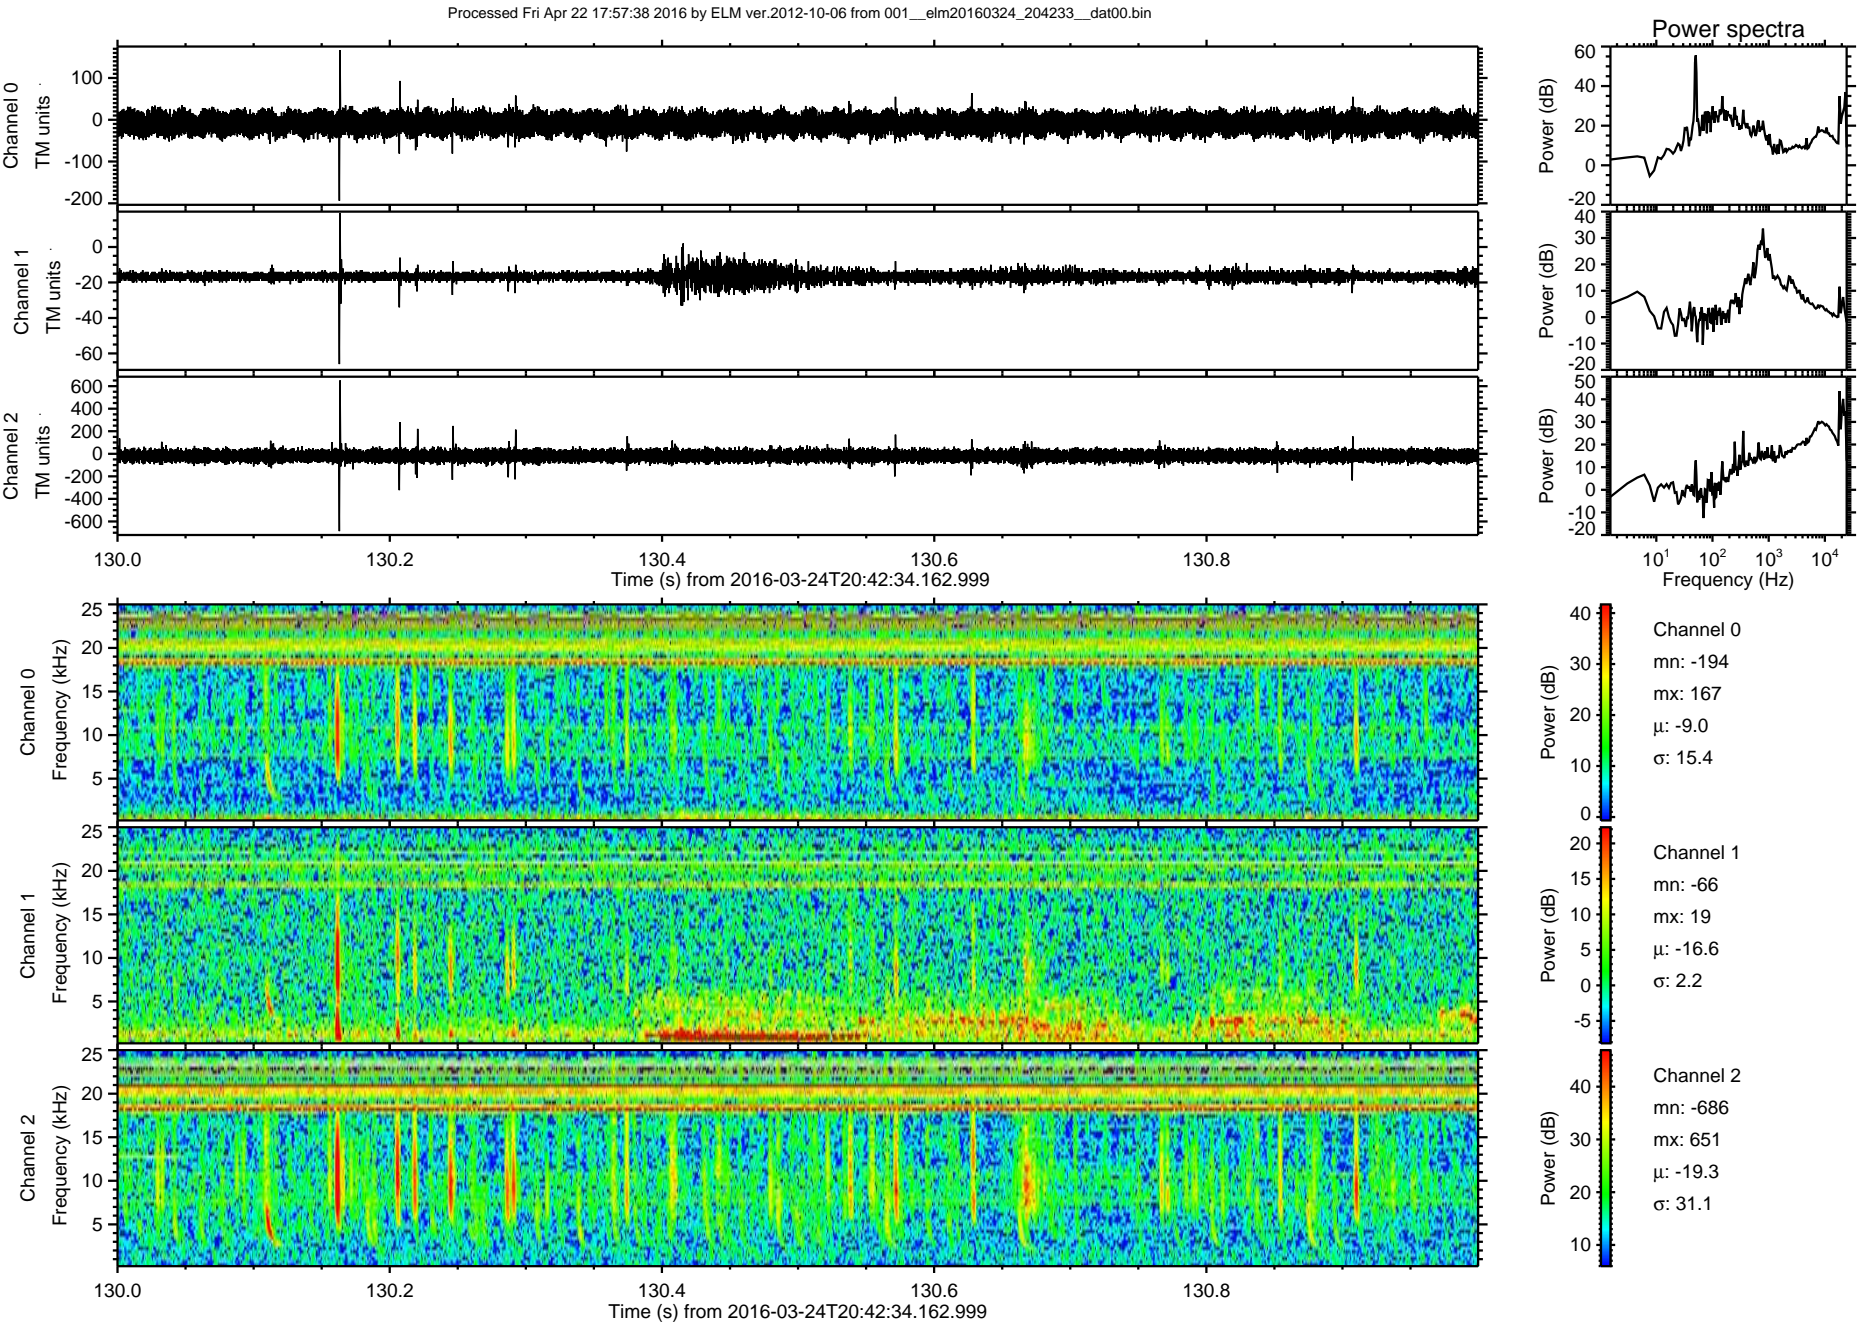 Processed Fri Apr 22 17:57:38 2016 by ELM ver.2012-10-06 from 001__elm20160324_204233__dat00.bin
Power spectra
Channel 0
TM units
100
0
-100
-200
Power (dB)
60
40
20
0
-20
Channel 1
TM units
0
-20
-40
-60
Power (dB)
40
30
20
10
0
-10
-20
Channel 2
TM units
600
400
200
0
-200
-400
-600
Power (dB)
50
40
30
20
10
0
-10
-20
130.0 130.2 130.4 130.6 130.8
Time (s) from 2016-03-24T20:42:34.162.999
10^1 10^2 10^3 10^4
Frequency (Hz)
Channel 0
Frequency (kHz)
25
20
15
10
5
Power (dB)
40
30
20
10
0
Channel 0
mn: -194
mx: 167
µ: -9.0
σ: 15.4
Channel 1
Frequency (kHz)
25
20
15
10
5
Power (dB)
20
15
10
5
0
-5
Channel 1
mn: -66
mx: 19
µ: -16.6
σ: 2.2
Channel 2
Frequency (kHz)
25
20
15
10
5
Power (dB)
40
30
20
10
Channel 2
mn: -686
mx: 651
µ: -19.3
σ: 31.1
130.0 130.2 130.4 130.6 130.8
Time (s) from 2016-03-24T20:42:34.162.999